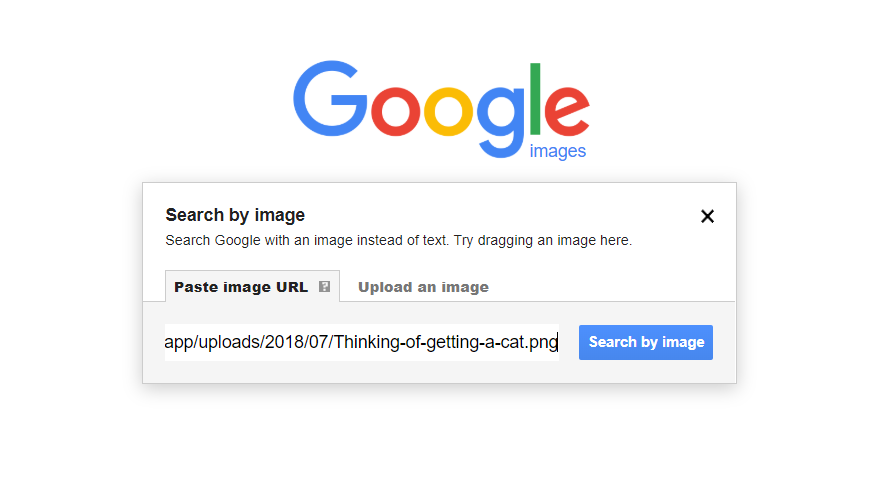 Google
images
Search by image
Search Google with an image instead of text. Try dragging an image here.
Paste image URL ? Upload an image
app/uploads/2018/07/Thinking-of-getting-a-cat.png Search by image